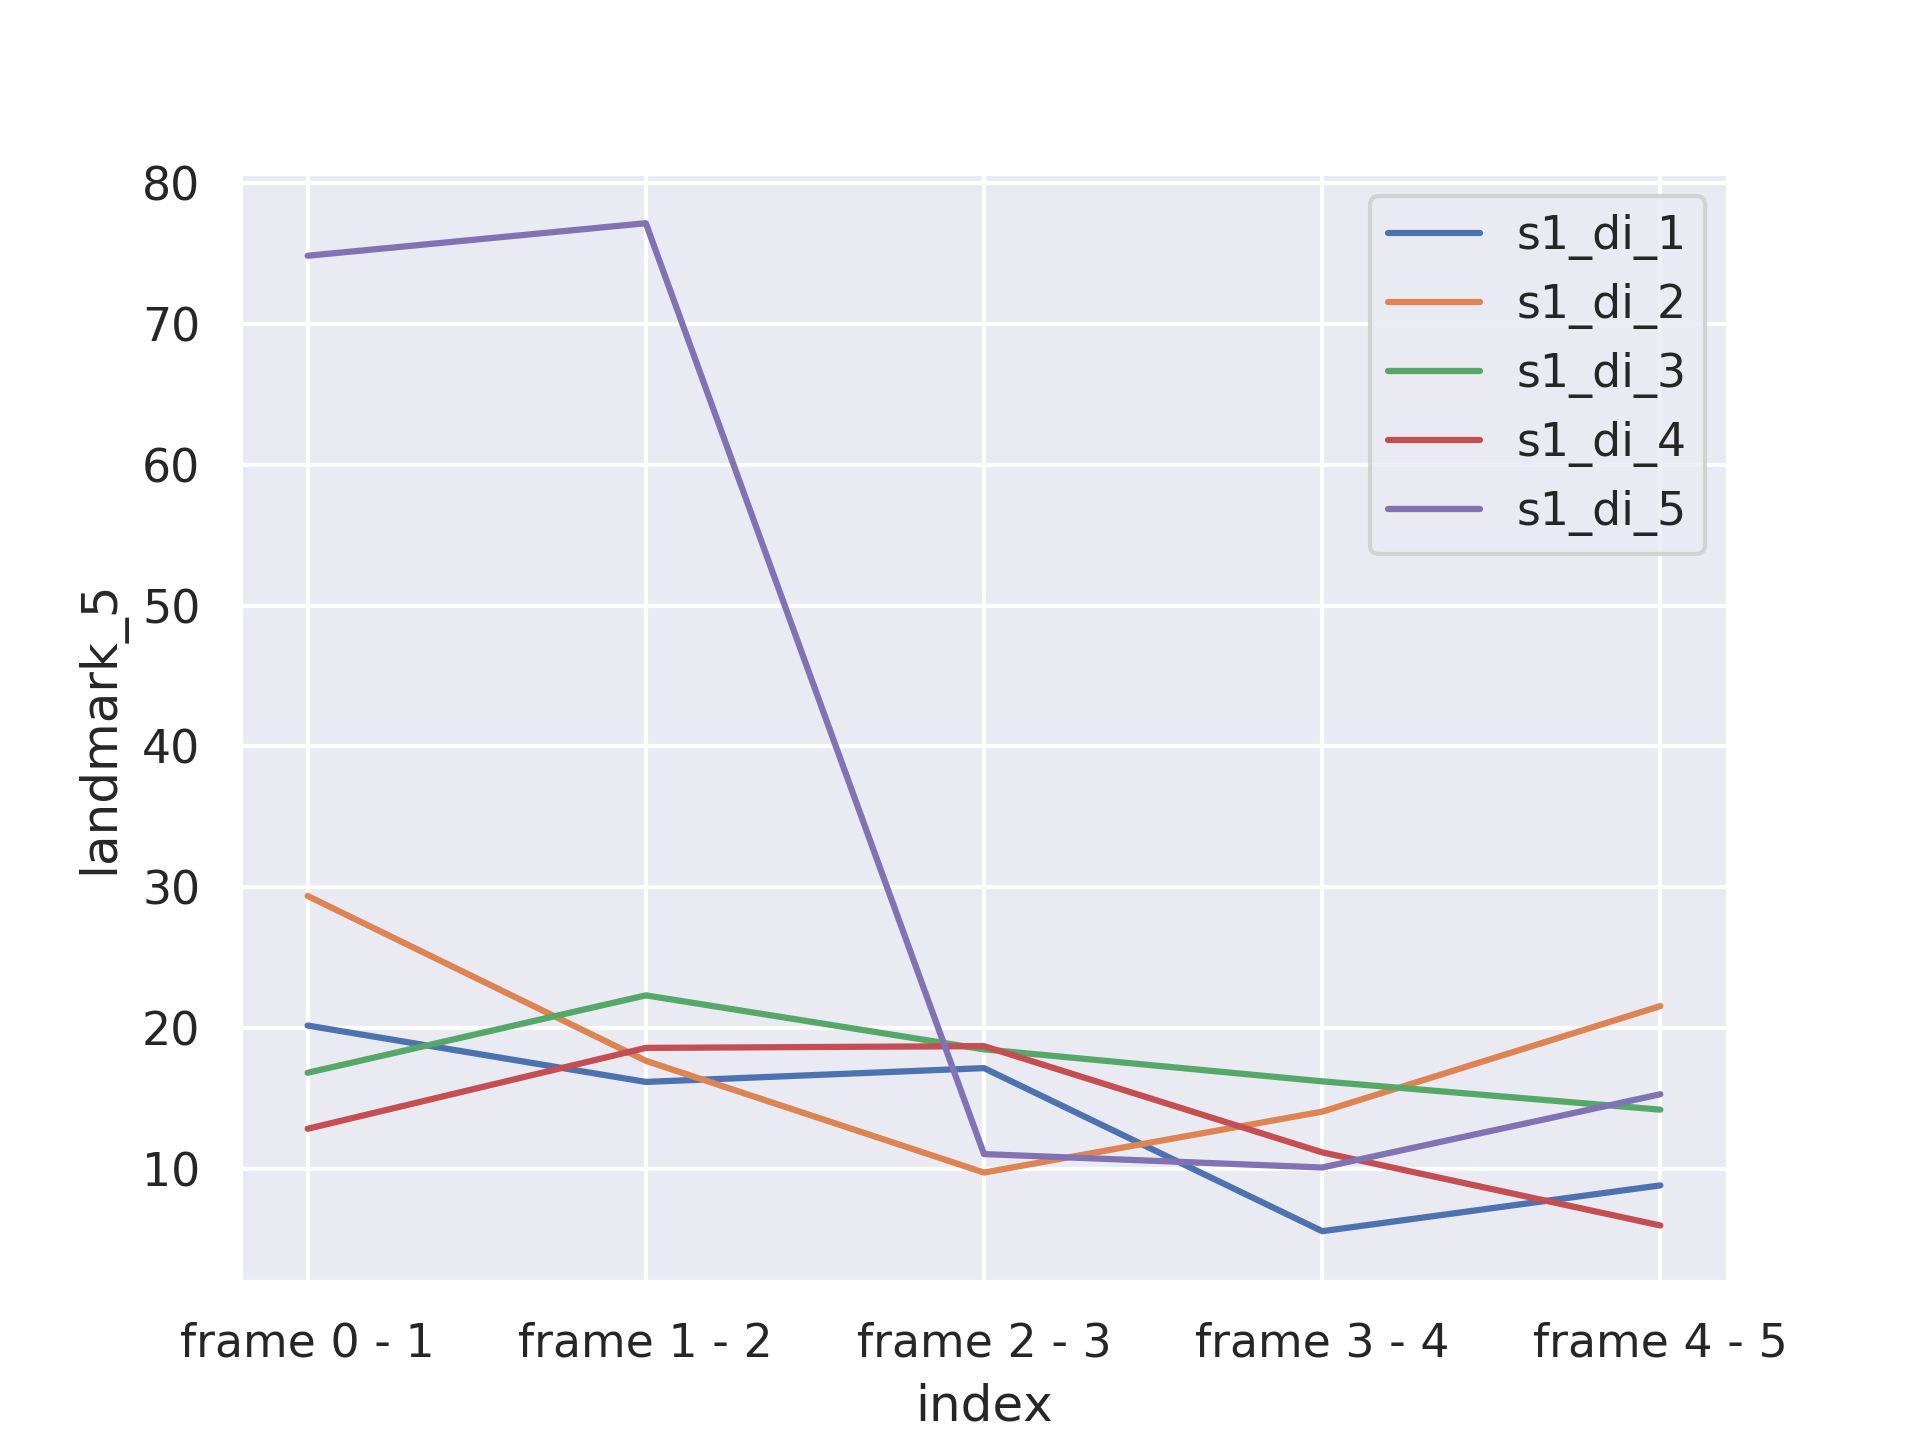 80
70
60
50
40
30
20
10
landmark_5
s1_di_1
s1_di_2
s1_di_3
s1_di_4
s1_di_5
frame 0 - 1
frame 1 - 2
frame 2 - 3
frame 3 - 4
frame 4 - 5
index